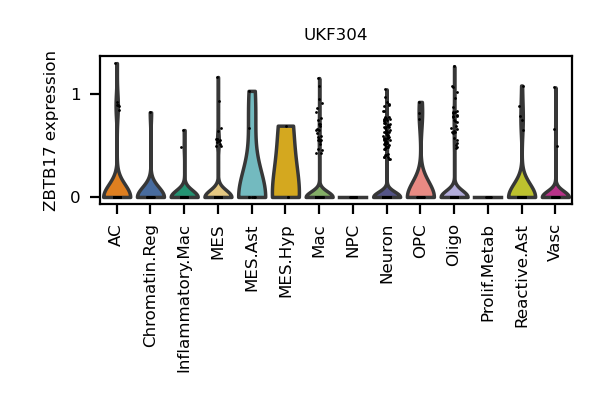 UKF304
ZBTB17 expression
1
0
AC
Chromatin.Reg
Inflammatory.Mac
MES
MES.Ast
MES.Hyp
Mac
NPC
Neuron
OPC
Oligo
Prolif.Metab
Reactive.Ast
Vasc